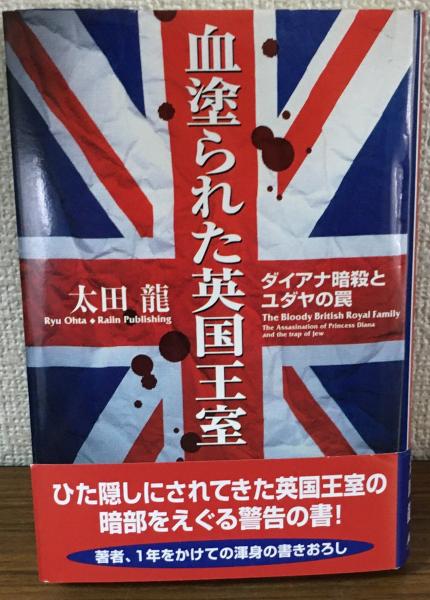 血塗られた英国王室
ダイアナ暗殺と
ユダヤの罠
The Bloody British Royal Family
The Assasination of Princess Diana
and the trap of Jew
太田 龍
Ryu Ohta ◆ Raiin Publishing
ひた隠しにされてきた英国王室の
暗部をえぐる警告の書!
著者、1年をかけての渾身の書きおろし